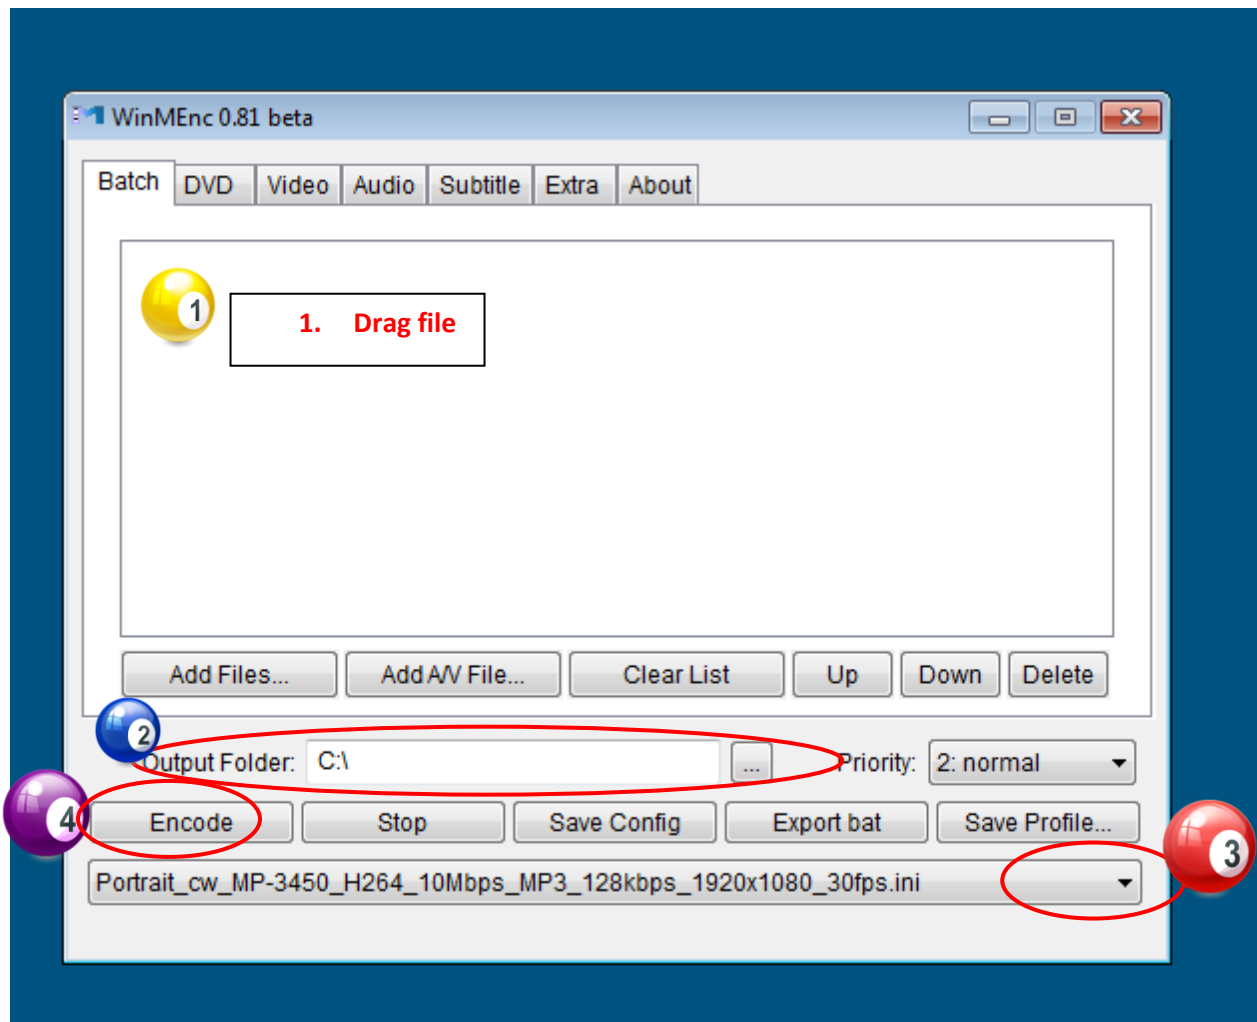 WinMEnc 0.81 beta
Batch DVD Video Audio Subtitle Extra About
1
1. Drag file
Add Files... Add A/V File... Clear List Up Down Delete
2
Output Folder: C:\ ... Priority: 2: normal
4 Encode Stop Save Config Export bat Save Profile...
3
Portrait_cw_MP-3450_H264_10Mbps_MP3_128kbps_1920x1080_30fps.ini